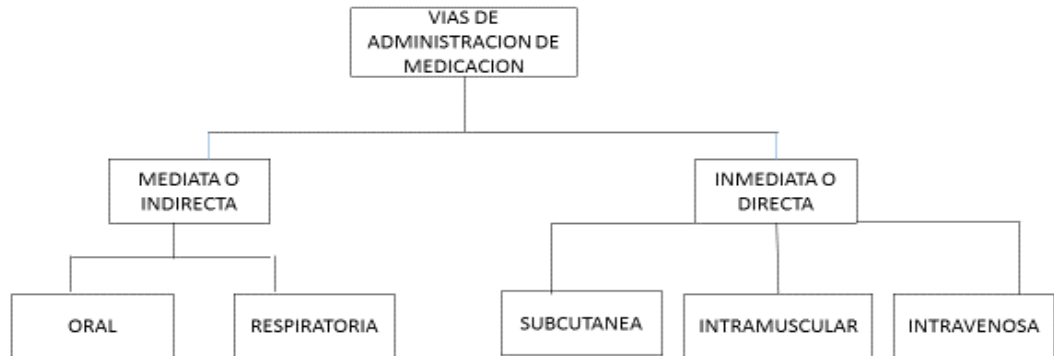 VIAS DE
ADMINISTRACION DE
MEDICACION
MEDIATA O
INDIRECTA
INMEDIATA O
DIRECTA
ORAL
RESPIRATORIA
SUBCUTANEA
INTRAMUSCULAR
INTRAVENOSA